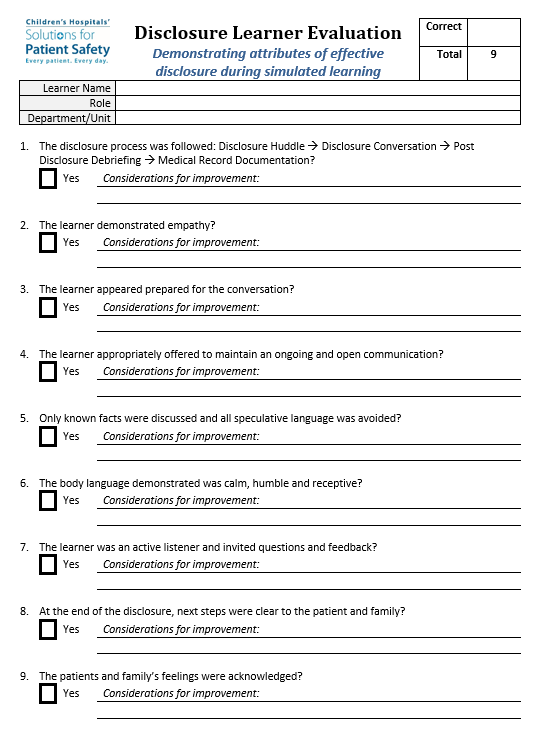 Children's Hospitals'
Solutions for
Patient Safety
Every patient. Every day.
Disclosure Learner Evaluation
Demonstrating attributes of effective
disclosure during simulated learning
Correct
Total 9
Learner Name
Role
Department/Unit
1. The disclosure process was followed: Disclosure Huddle → Disclosure Conversation → Post
Disclosure Debriefing → Medical Record Documentation?
Yes Considerations for improvement:
2. The learner demonstrated empathy?
Yes Considerations for improvement:
3. The learner appeared prepared for the conversation?
Yes Considerations for improvement:
4. The learner appropriately offered to maintain an ongoing and open communication?
Yes Considerations for improvement:
5. Only known facts were discussed and all speculative language was avoided?
Yes Considerations for improvement:
6. The body language demonstrated was calm, humble and receptive?
Yes Considerations for improvement:
7. The learner was an active listener and invited questions and feedback?
Yes Considerations for improvement:
8. At the end of the disclosure, next steps were clear to the patient and family?
Yes Considerations for improvement:
9. The patients and family's feelings were acknowledged?
Yes Considerations for improvement: